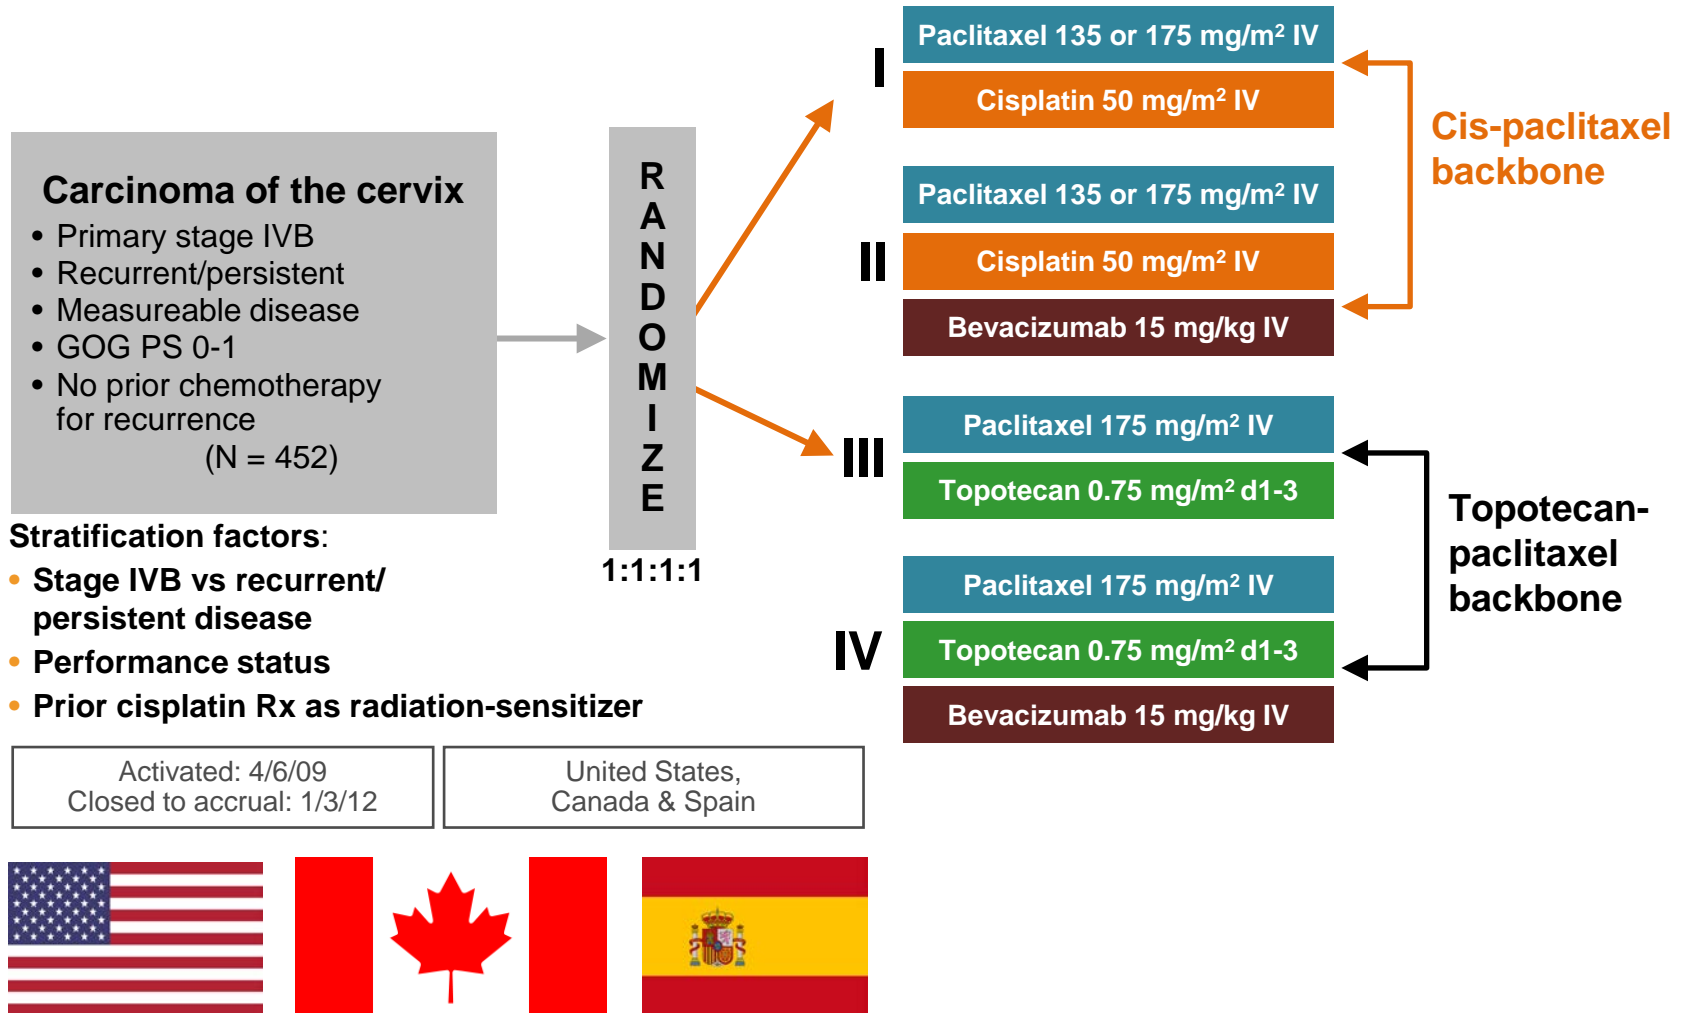 Carcinoma of the cervix
• Primary stage IVB
• Recurrent/persistent
• Measureable disease
• GOG PS 0-1
• No prior chemotherapy
for recurrence
(N = 452)
Stratification factors:
• Stage IVB vs recurrent/
persistent disease
• Performance status
• Prior cisplatin Rx as radiation-sensitizer
Activated: 4/6/09
Closed to accrual: 1/3/12
United States,
Canada & Spain
R
A
N
D
O
M
I
Z
E
1:1:1:1
I
Paclitaxel 135 or 175 mg/m² IV
Cisplatin 50 mg/m² IV
II
Paclitaxel 135 or 175 mg/m² IV
Cisplatin 50 mg/m² IV
Bevacizumab 15 mg/kg IV
Cis-paclitaxel
backbone
III
Paclitaxel 175 mg/m² IV
Topotecan 0.75 mg/m² d1-3
IV
Paclitaxel 175 mg/m² IV
Topotecan 0.75 mg/m² d1-3
Bevacizumab 15 mg/kg IV
Topotecan-
paclitaxel
backbone